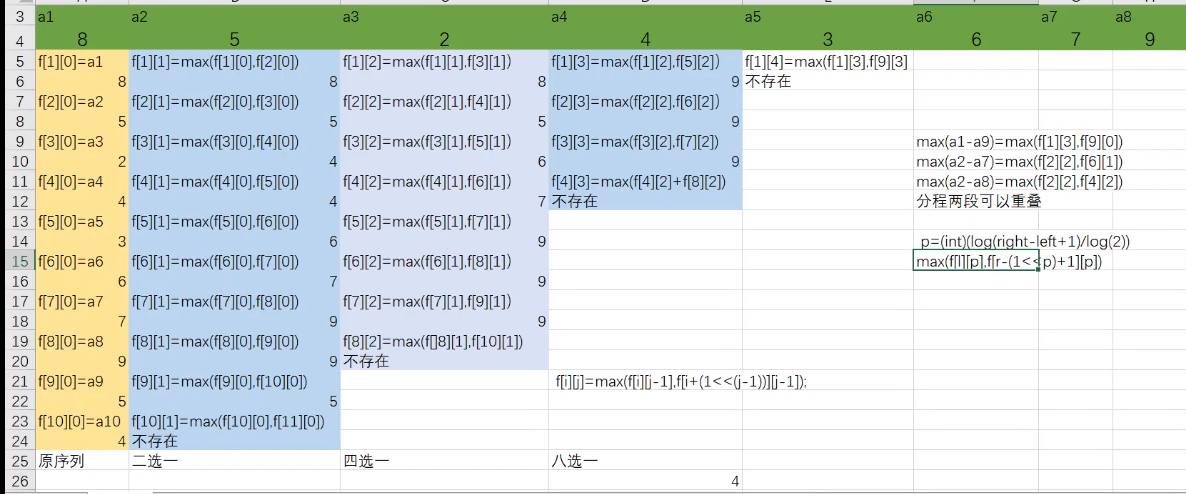 3 a1 a2 a3 a4 a5 a6 a7 a8
4 8 5 2 4 3 6 7 9
5 f[1][0]=a1 f[1][1]=max(f[1][0],f[2][0]) f[1][2]=max(f[1][1],f[3][1]) f[1][3]=max(f[1][2],f[5][2]) f[1][4]=max(f[1][3],f[9][3]
6 8 8 8 9 不存在
7 f[2][0]=a2 f[2][1]=max(f[2][0],f[3][0]) f[2][2]=max(f[2][1],f[4][1]) f[2][3]=max(f[2][2],f[6][2])
8 5 5 5 9
9 f[3][0]=a3 f[3][1]=max(f[3][0],f[4][0]) f[3][2]=max(f[3][1],f[5][1]) f[3][3]=max(f[3][2],f[7][2]) max(a1-a9)=max(f[1][3],f[9][0])
10 2 4 6 9 max(a2-a7)=max(f[2][2],f[6][1])
11 f[4][0]=a4 f[4][1]=max(f[4][0],f[5][0]) f[4][2]=max(f[4][1],f[6][1]) f[4][3]=max(f[4][2]+f[8][2]) max(a2-a8)=max(f[2][2],f[4][2])
12 4 4 7 不存在 分程两段可以重叠
13 f[5][0]=a5 f[5][1]=max(f[5][0],f[6][0]) f[5][2]=max(f[5][1],f[7][1])
14 3 6 9 p=(int)(log(right-left+1)/log(2))
15 f[6][0]=a6 f[6][1]=max(f[6][0],f[7][0]) f[6][2]=max(f[6][1],f[8][1]) max(f[l][p],f[r-(1<<p)+1][p])
16 6 7 9
17 f[7][0]=a7 f[7][1]=max(f[7][0],f[8][0]) f[7][2]=max(f[7][1],f[9][1])
18 7 9 9
19 f[8][0]=a8 f[8][1]=max(f[8][0],f[9][0]) f[8][2]=max(f[]8][1],f[10][1])
20 9 9 不存在
21 f[9][0]=a9 f[9][1]=max(f[9][0],f[10][0]) f[i][j]=max(f[i][j-1],f[i+(1<<(j-1))][j-1]);
22 5 5
23 f[10][0]=a10 f[10][1]=max(f[10][0],f[11][0])
24 4 不存在
25 原序列 二选一 四选一 八选一
26 4